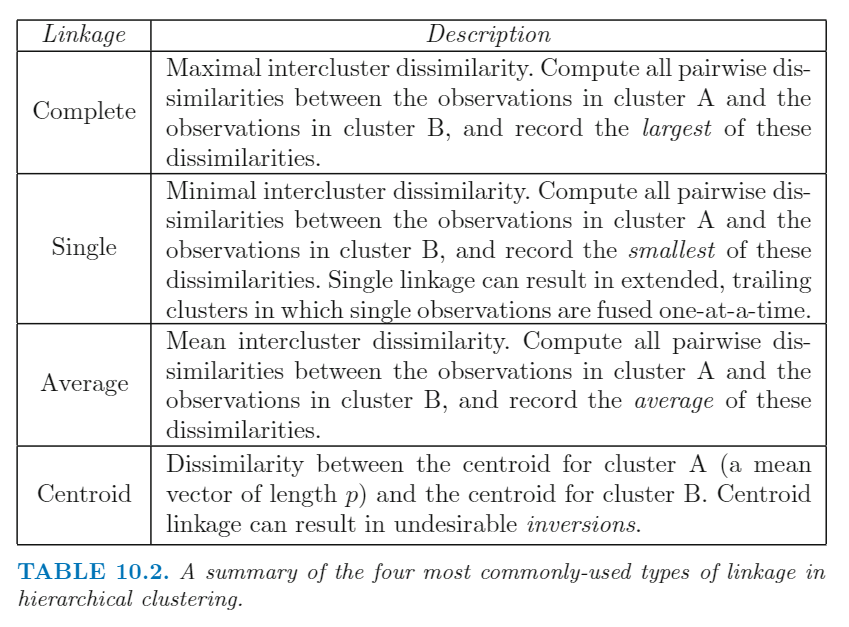 Linkage Description
Maximal intercluster dissimilarity. Compute all pairwise dis-
similarities between the observations in cluster A and the
Complete
observations in cluster B, and record the largest of these
dissimilarities.
Minimal intercluster dissimilarity. Compute all pairwise dis-
similarities between the observations in cluster A and the
Single
observations in cluster B, and record the smallest of these
dissimilarities. Single linkage can result in extended, trailing
clusters in which single observations are fused one-at-a-time.
Mean intercluster dissimilarity. Compute all pairwise dis-
similarities between the observations in cluster A and the
Average
observations in cluster B, and record the average of these
dissimilarities.
Dissimilarity between the centroid for cluster A (a mean
Centroid
vector of length p) and the centroid for cluster B. Centroid
linkage can result in undesirable inversions.
TABLE 10.2. A summary of the four most commonly-used types of linkage in
hierarchical clustering.